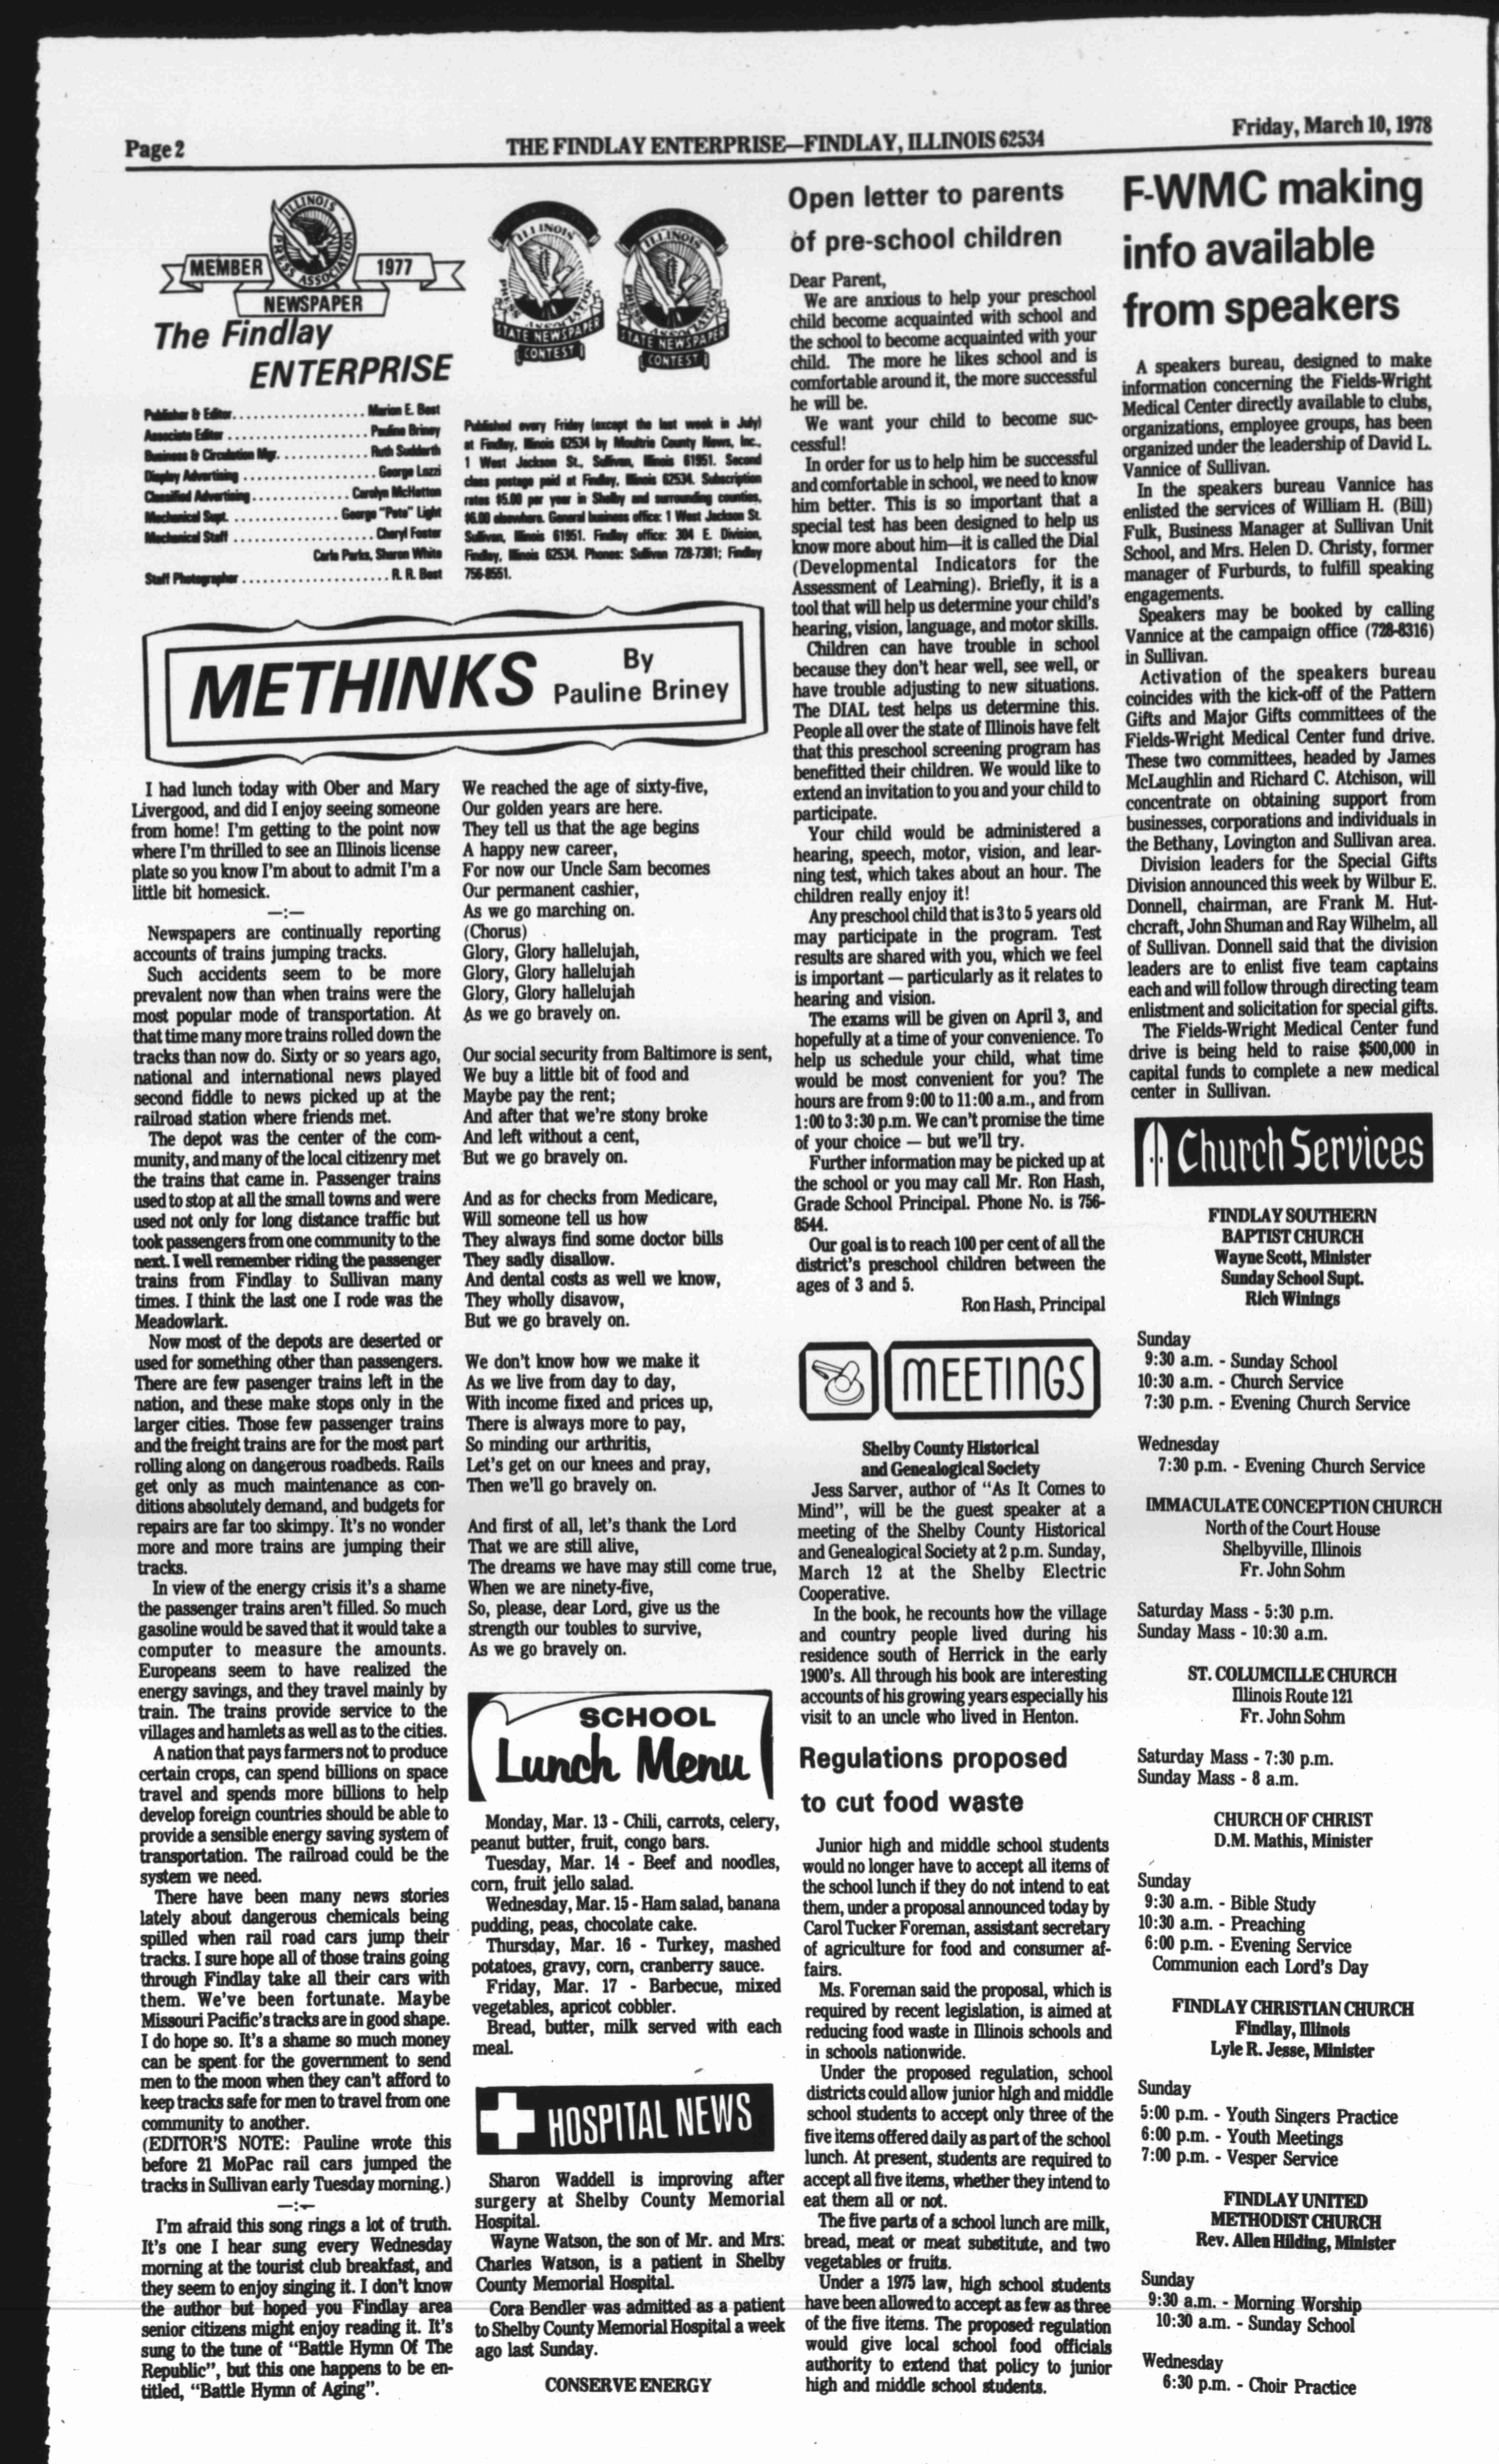 Page 2
THE FINDLAY ENTERPRISE—FINDLAY, ILLINOIS 62534
Friday, March 10, 1978
ILLINOIS
PRESS ASSOCIATION
MEMBER
1977
NEWSPAPER
The Findlay
ENTERPRISE
Publisher & Editor. . . . . . . . . . . . . . . . . . Marion E. Best
Associate Editor . . . . . . . . . . . . . . . . . . . Pauline Briney
Business & Circulation Mgr. . . . . . . . . . . . . Ruth Suddarth
Display Advertising . . . . . . . . . . . . . . . . . . . George Lazzi
Classified Advertising . . . . . . . . . . . . . Carolyn McHatton
Mechanical Supt. . . . . . . . . . . . . . . George "Pete" Light
Mechanical Staff . . . . . . . . . . . . . . . . . . . Cheryl Foster
Carla Parks, Sharon White
Staff Photographer . . . . . . . . . . . . . . . . . . . . R. R. Best
ILLINOIS
PRESS ASSOCIATION
STATE NEWSPAPER
CONTEST
ILLINOIS
PRESS ASSOCIATION
STATE NEWSPAPER
CONTEST
Published every Friday (except the last week in July)
at Findlay, Illinois 62534 by Moultrie County News, Inc.,
1 West Jackson St., Sullivan, Illinois 61951. Second
class postage paid at Findlay, Illinois 62534. Subscription
rates $5.00 per year in Shelby and surrounding counties,
$6.00 elsewhere. General business office: 1 West Jackson St.
Sullivan, Illinois 61951. Findlay office: 304 E. Division,
Findlay, Illinois 62534. Phones: Sullivan 728-7381; Findlay
756-8551.
METHINKS
By
Pauline Briney
I had lunch today with Ober and Mary
Livergood, and did I enjoy seeing someone
from home! I'm getting to the point now
where I'm thrilled to see an Illinois license
plate so you know I'm about to admit I'm a
little bit homesick.
—:—
Newspapers are continually reporting
accounts of trains jumping tracks.
Such accidents seem to be more
prevalent now than when trains were the
most popular mode of transportation. At
that time many more trains rolled down the
tracks than now do. Sixty or so years ago,
national and international news played
second fiddle to news picked up at the
railroad station where friends met.
The depot was the center of the com-
munity, and many of the local citizenry met
the trains that came in. Passenger trains
used to stop at all the small towns and were
used not only for long distance traffic but
took passengers from one community to the
next. I well remember riding the passenger
trains from Findlay to Sullivan many
times. I think the last one I rode was the
Meadowlark.
Now most of the depots are deserted or
used for something other than passengers.
There are few pasenger trains left in the
nation, and these make stops only in the
larger cities. Those few passenger trains
and the freight trains are for the most part
rolling along on dangerous roadbeds. Rails
get only as much maintenance as con-
ditions absolutely demand, and budgets for
repairs are far too skimpy. It's no wonder
more and more trains are jumping their
tracks.
In view of the energy crisis it's a shame
the passenger trains aren't filled. So much
gasoline would be saved that it would take a
computer to measure the amounts.
Europeans seem to have realized the
energy savings, and they travel mainly by
train. The trains provide service to the
villages and hamlets as well as to the cities.
A nation that pays farmers not to produce
certain crops, can spend billions on space
travel and spends more billions to help
develop foreign countries should be able to
provide a sensible energy saving system of
transportation. The railroad could be the
system we need.
There have been many news stories
lately about dangerous chemicals being
spilled when rail road cars jump their
tracks. I sure hope all of those trains going
through Findlay take all their cars with
them. We've been fortunate. Maybe
Missouri Pacific's tracks are in good shape.
I do hope so. It's a shame so much money
can be spent for the government to send
men to the moon when they can't afford to
keep tracks safe for men to travel from one
community to another.
(EDITOR'S NOTE: Pauline wrote this
before 21 MoPac rail cars jumped the
tracks in Sullivan early Tuesday morning.)
—:—
I'm afraid this song rings a lot of truth.
It's one I hear sung every Wednesday
morning at the tourist club breakfast, and
they seem to enjoy singing it. I don't know
the author but hoped you Findlay area
senior citizens might enjoy reading it. It's
sung to the tune of "Battle Hymn Of The
Republic", but this one happens to be en-
titled, "Battle Hymn of Aging".
We reached the age of sixty-five,
Our golden years are here.
They tell us that the age begins
A happy new career,
For now our Uncle Sam becomes
Our permanent cashier,
As we go marching on.
(Chorus)
Glory, Glory hallelujah,
Glory, Glory hallelujah
Glory, Glory hallelujah
As we go bravely on.
Our social security from Baltimore is sent,
We buy a little bit of food and
Maybe pay the rent;
And after that we're stony broke
And left without a cent,
But we go bravely on.
And as for checks from Medicare,
Will someone tell us how
They always find some doctor bills
They sadly disallow.
And dental costs as well we know,
They wholly disavow,
But we go bravely on.
We don't know how we make it
As we live from day to day,
With income fixed and prices up,
There is always more to pay,
So minding our arthritis,
Let's get on our knees and pray,
Then we'll go bravely on.
And first of all, let's thank the Lord
That we are still alive,
The dreams we have may still come true,
When we are ninety-five,
So, please, dear Lord, give us the
strength our toubles to survive,
As we go bravely on.
SCHOOL
Lunch Menu
Monday, Mar. 13 - Chili, carrots, celery,
peanut butter, fruit, congo bars.
Tuesday, Mar. 14 - Beef and noodles,
corn, fruit jello salad.
Wednesday, Mar. 15 - Ham salad, banana
pudding, peas, chocolate cake.
Thursday, Mar. 16 - Turkey, mashed
potatoes, gravy, corn, cranberry sauce.
Friday, Mar. 17 - Barbecue, mixed
vegetables, apricot cobbler.
Bread, butter, milk served with each
meal.
HOSPITAL NEWS
Sharon Waddell is improving after
surgery at Shelby County Memorial
Hospital.
Wayne Watson, the son of Mr. and Mrs.
Charles Watson, is a patient in Shelby
County Memorial Hospital.
Cora Bendler was admitted as a patient
to Shelby County Memorial Hospital a week
ago last Sunday.
CONSERVE ENERGY
Open letter to parents
of pre-school children
Dear Parent,
We are anxious to help your preschool
child become acquainted with school and
the school to become acquainted with your
child. The more he likes school and is
comfortable around it, the more successful
he will be.
We want your child to become suc-
cessful!
In order for us to help him be successful
and comfortable in school, we need to know
him better. This is so important that a
special test has been designed to help us
know more about him—it is called the Dial
(Developmental Indicators for the
Assessment of Learning). Briefly, it is a
tool that will help us determine your child's
hearing, vision, language, and motor skills.
Children can have trouble in school
because they don't hear well, see well, or
have trouble adjusting to new situations.
The DIAL test helps us determine this.
People all over the state of Illinois have felt
that this preschool screening program has
benefitted their children. We would like to
extend an invitation to you and your child to
participate.
Your child would be administered a
hearing, speech, motor, vision, and lear-
ning test, which takes about an hour. The
children really enjoy it!
Any preschool child that is 3 to 5 years old
may participate in the program. Test
results are shared with you, which we feel
is important — particularly as it relates to
hearing and vision.
The exams will be given on April 3, and
hopefully at a time of your convenience. To
help us schedule your child, what time
would be most convenient for you? The
hours are from 9:00 to 11:00 a.m., and from
1:00 to 3:30 p.m. We can't promise the time
of your choice — but we'll try.
Further information may be picked up at
the school or you may call Mr. Ron Hash,
Grade School Principal. Phone No. is 756-
8544.
Our goal is to reach 100 per cent of all the
district's preschool children between the
ages of 3 and 5.
Ron Hash, Principal
MEETINGS
Shelby County Historical
and Genealogical Society
Jess Sarver, author of "As It Comes to
Mind", will be the guest speaker at a
meeting of the Shelby County Historical
and Genealogical Society at 2 p.m. Sunday,
March 12 at the Shelby Electric
Cooperative.
In the book, he recounts how the village
and country people lived during his
residence south of Herrick in the early
1900's. All through his book are interesting
accounts of his growing years especially his
visit to an uncle who lived in Henton.
Regulations proposed
to cut food waste
Junior high and middle school students
would no longer have to accept all items of
the school lunch if they do not intend to eat
them, under a proposal announced today by
Carol Tucker Foreman, assistant secretary
of agriculture for food and consumer af-
fairs.
Ms. Foreman said the proposal, which is
required by recent legislation, is aimed at
reducing food waste in Illinois schools and
in schools nationwide.
Under the proposed regulation, school
districts could allow junior high and middle
school students to accept only three of the
five items offered daily as part of the school
lunch. At present, students are required to
accept all five items, whether they intend to
eat them all or not.
The five parts of a school lunch are milk,
bread, meat or meat substitute, and two
vegetables or fruits.
Under a 1975 law, high school students
have been allowed to accept as few as three
of the five items. The proposed regulation
would give local school food officials
authority to extend that policy to junior
high and middle school students.
F-WMC making
info available
from speakers
A speakers bureau, designed to make
information concerning the Fields-Wright
Medical Center directly available to clubs,
organizations, employee groups, has been
organized under the leadership of David L.
Vannice of Sullivan.
In the speakers bureau Vannice has
enlisted the services of William H. (Bill)
Fulk, Business Manager at Sullivan Unit
School, and Mrs. Helen D. Christy, former
manager of Furburds, to fulfill speaking
engagements.
Speakers may be booked by calling
Vannice at the campaign office (728-8316)
in Sullivan.
Activation of the speakers bureau
coincides with the kick-off of the Pattern
Gifts and Major Gifts committees of the
Fields-Wright Medical Center fund drive.
These two committees, headed by James
McLaughlin and Richard C. Atchison, will
concentrate on obtaining support from
businesses, corporations and individuals in
the Bethany, Lovington and Sullivan area.
Division leaders for the Special Gifts
Division announced this week by Wilbur E.
Donnell, chairman, are Frank M. Hut-
chcraft, John Shuman and Ray Wilhelm, all
of Sullivan. Donnell said that the division
leaders are to enlist five team captains
each and will follow through directing team
enlistment and solicitation for special gifts.
The Fields-Wright Medical Center fund
drive is being held to raise $500,000 in
capital funds to complete a new medical
center in Sullivan.
Church Services
FINDLAY SOUTHERN
BAPTIST CHURCH
Wayne Scott, Minister
Sunday School Supt.
Rich Winings
Sunday
9:30 a.m. - Sunday School
10:30 a.m. - Church Service
7:30 p.m. - Evening Church Service
Wednesday
7:30 p.m. - Evening Church Service
IMMACULATE CONCEPTION CHURCH
North of the Court House
Shelbyville, Illinois
Fr. John Sohm
Saturday Mass - 5:30 p.m.
Sunday Mass - 10:30 a.m.
ST. COLUMCILLE CHURCH
Illinois Route 121
Fr. John Sohm
Saturday Mass - 7:30 p.m.
Sunday Mass - 8 a.m.
CHURCH OF CHRIST
D.M. Mathis, Minister
Sunday
9:30 a.m. - Bible Study
10:30 a.m. - Preaching
6:00 p.m. - Evening Service
Communion each Lord's Day
FINDLAY CHRISTIAN CHURCH
Findlay, Illinois
Lyle R. Jesse, Minister
Sunday
5:00 p.m. - Youth Singers Practice
6:00 p.m. - Youth Meetings
7:00 p.m. - Vesper Service
FINDLAY UNITED
METHODIST CHURCH
Rev. Allen Hilding, Minister
Sunday
9:30 a.m. - Morning Worship
10:30 a.m. - Sunday School
Wednesday
6:30 p.m. - Choir Practice